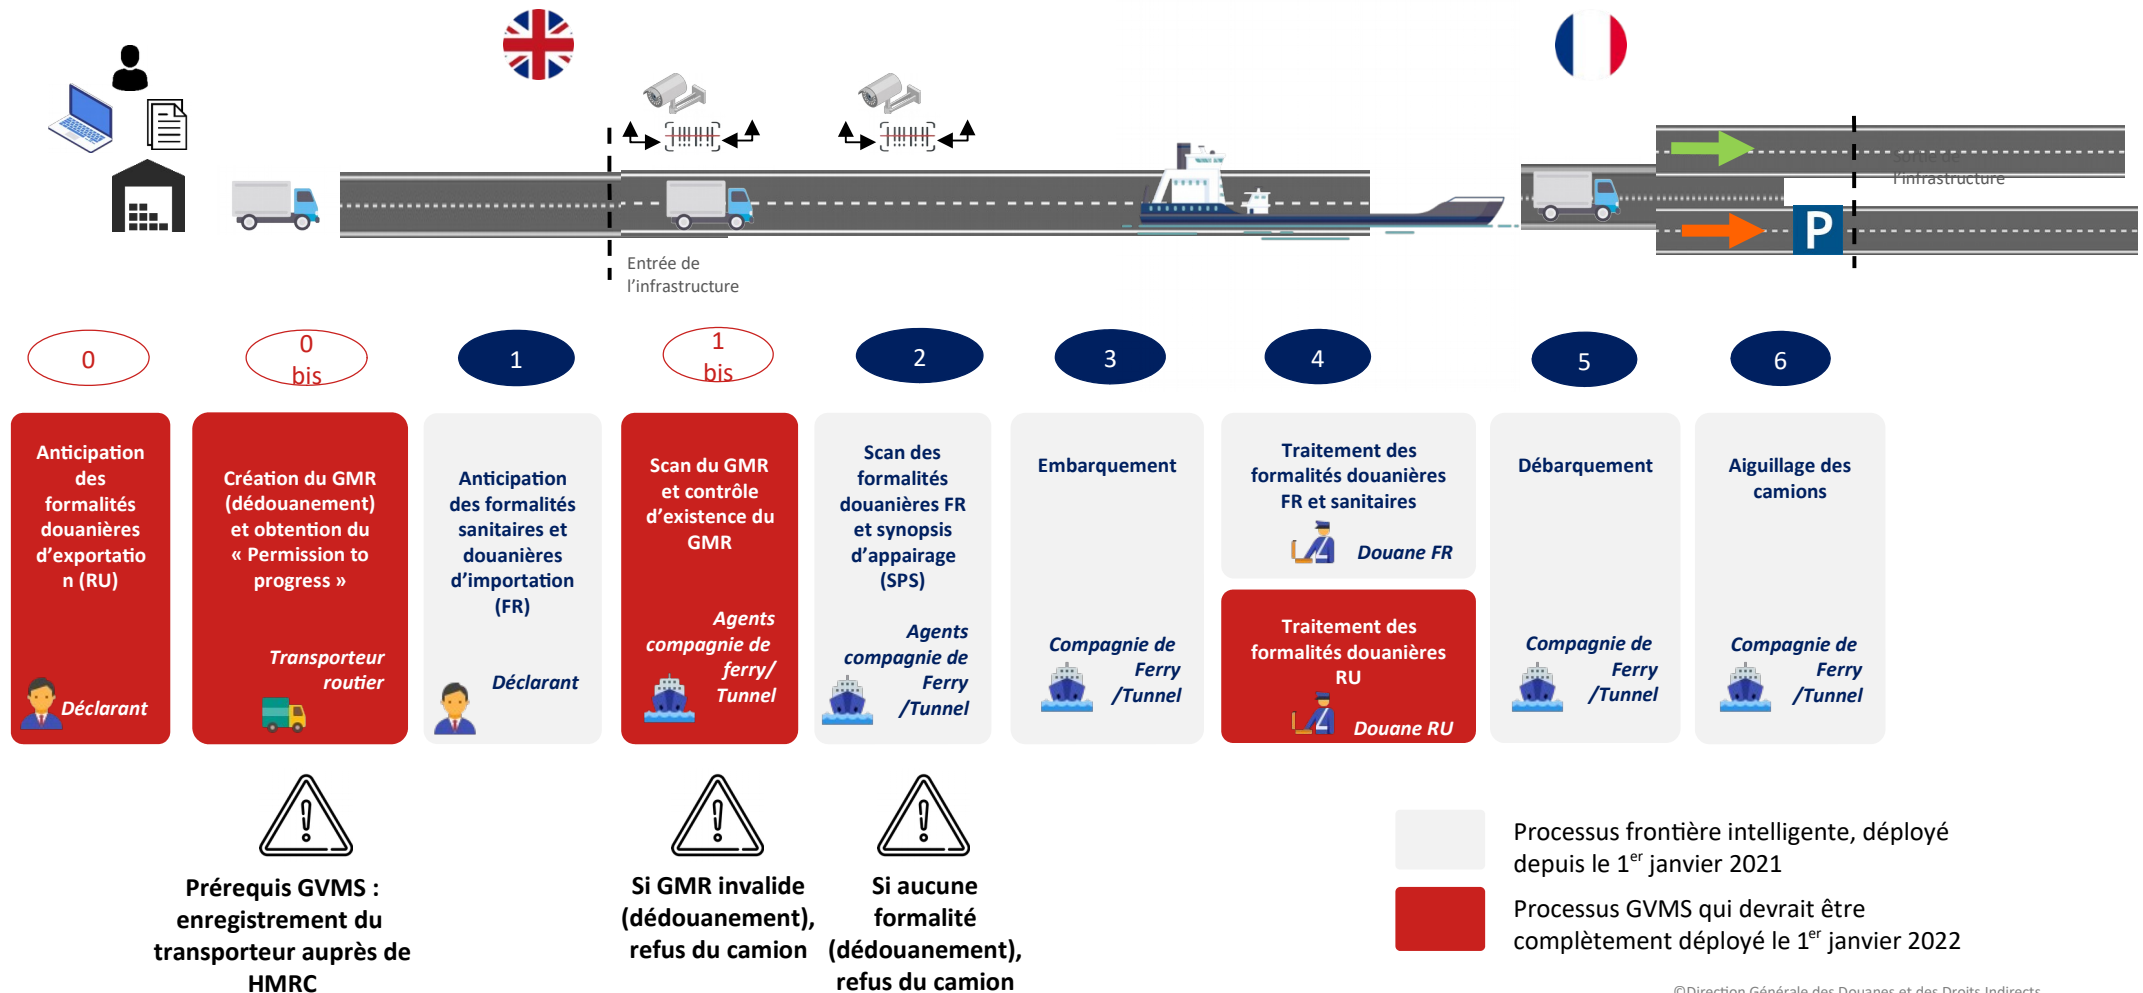 Entrée de
l'infrastructure
Sortie de
l'infrastructure
P
0
0
bis
1
1
bis
2
3
4
5
6
Anticipation
des
formalités
douanières
d'exportatio
n (RU)
Déclarant
Création du GMR
(dédouanement)
et obtention du
« Permission to
progress »
Transporteur
routier
Anticipation
des formalités
sanitaires et
douanières
d'importation
(FR)
Déclarant
Scan du GMR
et contrôle
d'existence du
GMR
Agents
compagnie de
ferry/
Tunnel
Scan des
formalités
douanières FR
et synopsis
d'appairage
(SPS)
Agents
compagnie de
Ferry
/Tunnel
Embarquement
Compagnie de
Ferry
/Tunnel
Traitement des
formalités douanières
FR et sanitaires
Douane FR
Traitement des
formalités douanières
RU
Douane RU
Débarquement
Compagnie de
Ferry
/Tunnel
Aiguillage des
camions
Compagnie de
Ferry
/Tunnel
Prérequis GVMS :
enregistrement du
transporteur auprès de
HMRC
Si GMR invalide
(dédouanement),
refus du camion
Si aucune
formalité
(dédouanement),
refus du camion
Processus frontière intelligente, déployé
depuis le 1er janvier 2021
Processus GVMS qui devrait être
complètement déployé le 1er janvier 2022
©Direction Générale des Douanes et des Droits Indirects